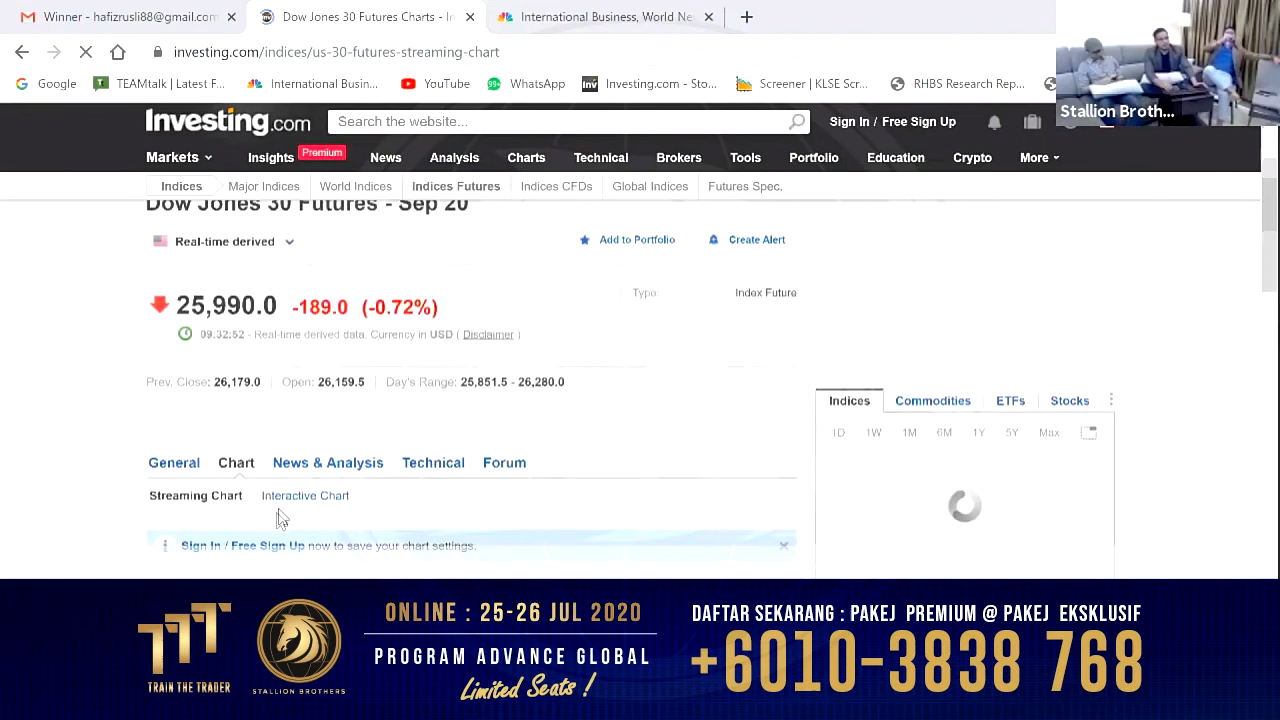 Winner - hafizrusli88@gmail.com
Dow Jones 30 Futures Charts - In
International Business, World Ne
investing.com/indices/us-30-futures-streaming-chart
Google
TEAMtalk | Latest F...
International Busin...
YouTube
99+
WhatsApp
Inv
Investing.com - Sto...
Screener | KLSE Scr...
RHBS Research Rep...
Stallion Broth...
Investing.com
Search the website...
Sign In / Free Sign Up
Markets
Insights
Premium
News
Analysis
Charts
Technical
Brokers
Tools
Portfolio
Education
Crypto
More
Indices
Major Indices
World Indices
Indices Futures
Indices CFDs
Global Indices
Futures Spec.
Dow Jones 30 Futures - Sep 20
Real-time derived
Add to Portfolio
Create Alert
25,990.0 -189.0 (-0.72%)
Type:
Index Future
09:32:52 - Real-time derived data. Currency in USD ( Disclaimer )
Prev. Close: 26,179.0
Open: 26,159.5
Day's Range: 25,851.5 - 26,280.0
Indices
Commodities
ETFs
Stocks
1D
1W
1M
6M
1Y
5Y
Max
General
Chart
News & Analysis
Technical
Forum
Streaming Chart
Interactive Chart
Sign In / Free Sign Up now to save your chart settings.
TTT
TRAIN THE TRADER
STALLION BROTHERS
ONLINE : 25-26 JUL 2020
PROGRAM ADVANCE GLOBAL
Limited Seats !
DAFTAR SEKARANG : PAKEJ PREMIUM @ PAKEJ EKSKLUSIF
+6010-3838 768